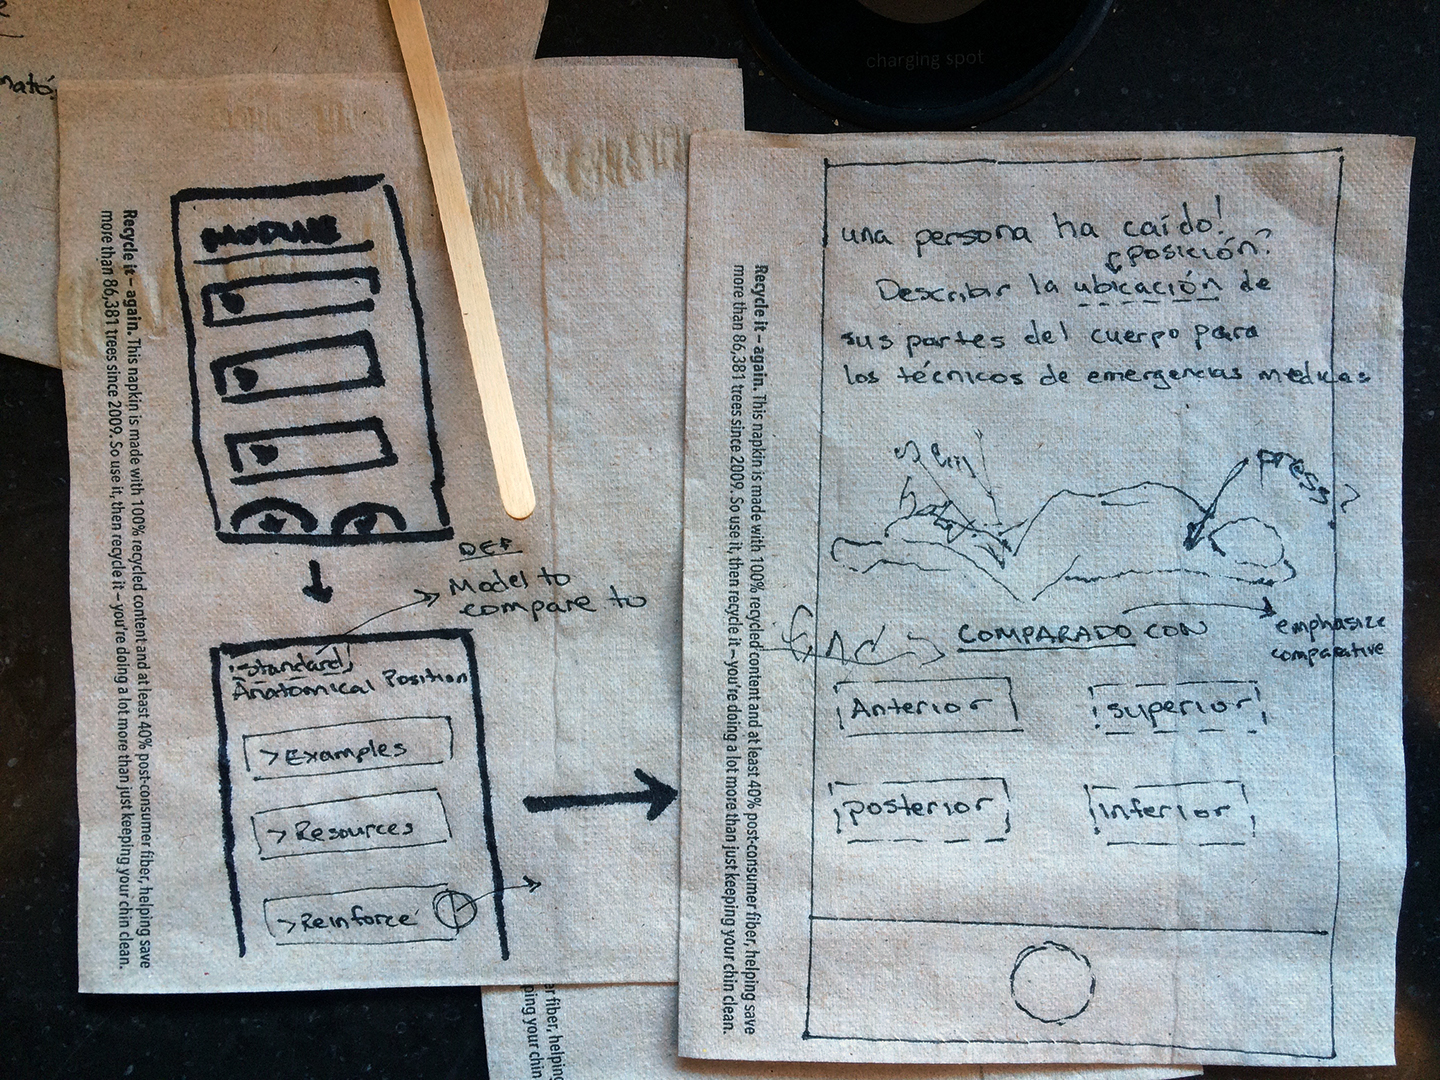 charging spot
Recycle it – again. This napkin is made with 100% recycled content and at least 40% post-consumer fiber, helping save
more than 86,381 trees since 2009. So use it, then recycle it – you're doing a lot more than just keeping your chin clean.
DEF
Model to
compare to
Standard
Anatomical Position
>Examples
>Resources
>Reinforce
Recycle it – again. This napkin is made with 100% recycled content and at least 40% post-consumer fiber, helping save
more than 86,381 trees since 2009. So use it, then recycle it – you're doing a lot more than just keeping your chin clean.
una persona ha caído!
posición?
Describir la ubicación de
sus partes del cuerpo para
los técnicos de emergencias medicas
press?
COMPARADO CON
emphasize
comparative
Anterior
superior
posterior
inferior
er fiber, helping
ping your chin